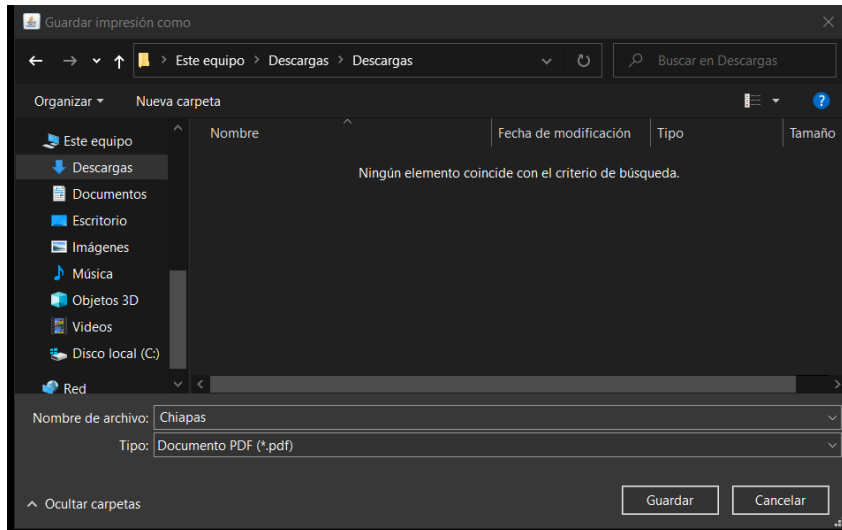 Guardar impresión como
Este equipo > Descargas > Descargas
Buscar en Descargas
Organizar
Nueva carpeta
?
Nombre
Fecha de modificación
Tipo
Tamaño
Ningún elemento coincide con el criterio de búsqueda.
Este equipo
Descargas
Documentos
Escritorio
Imágenes
Música
Objetos 3D
Videos
Disco local (C:)
Red
Nombre de archivo: Chiapas
Tipo: Documento PDF (*.pdf)
Ocultar carpetas
Guardar
Cancelar